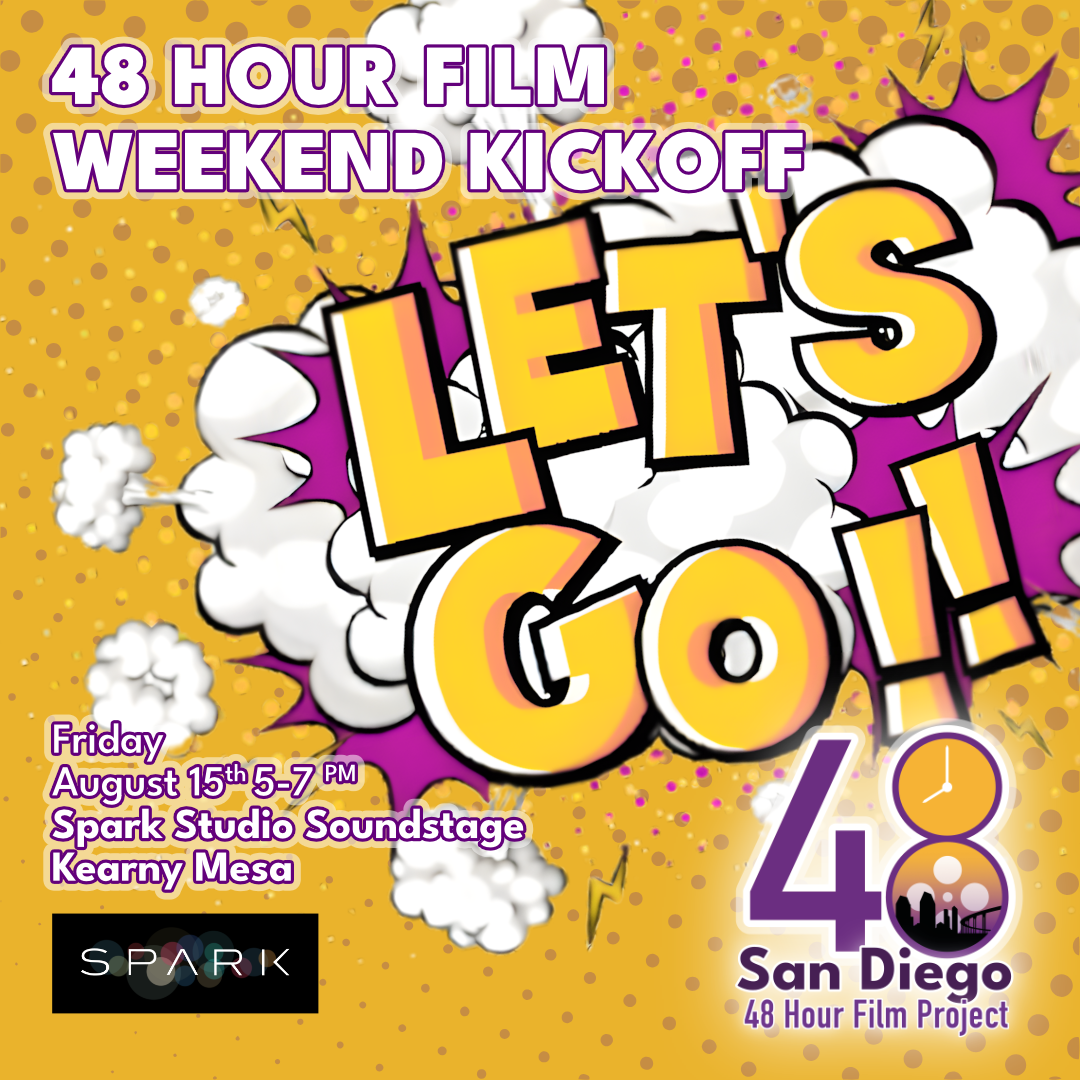 48 HOUR FILM
WEEKEND KICKOFF
LET'S
GO!!
Friday
August 15th 5-7 PM
Spark Studio Soundstage
Kearny Mesa
SPARK
48
San Diego
48 Hour Film Project